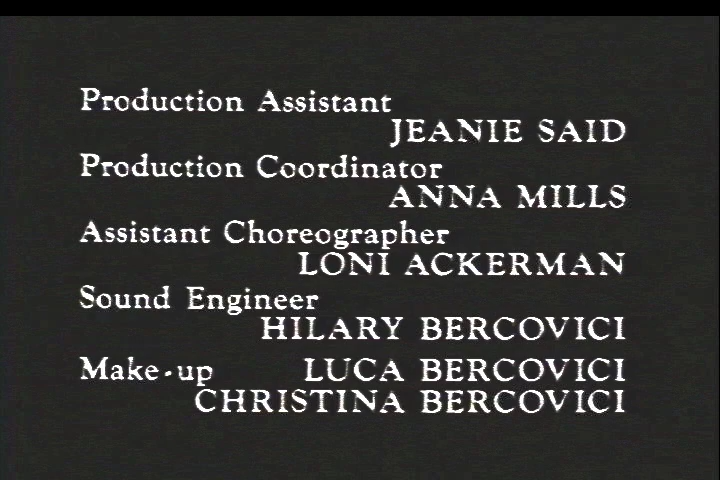 Production Assistant
JEANIE SAID
Production Coordinator
ANNA MILLS
Assistant Choreographer
LONI ACKERMAN
Sound Engineer
HILARY BERCOVICI
Make-up LUCA BERCOVICI
CHRISTINA BERCOVICI